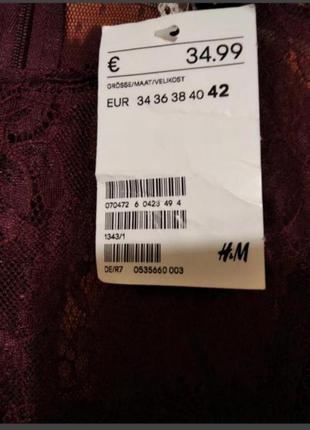 € 34.99
GRÖSSE/MAAT/VELIKOST
EUR 34 36 38 40 42
070472 6 0423 49 4
1343/1
H&M
DE/R7 0535660 003